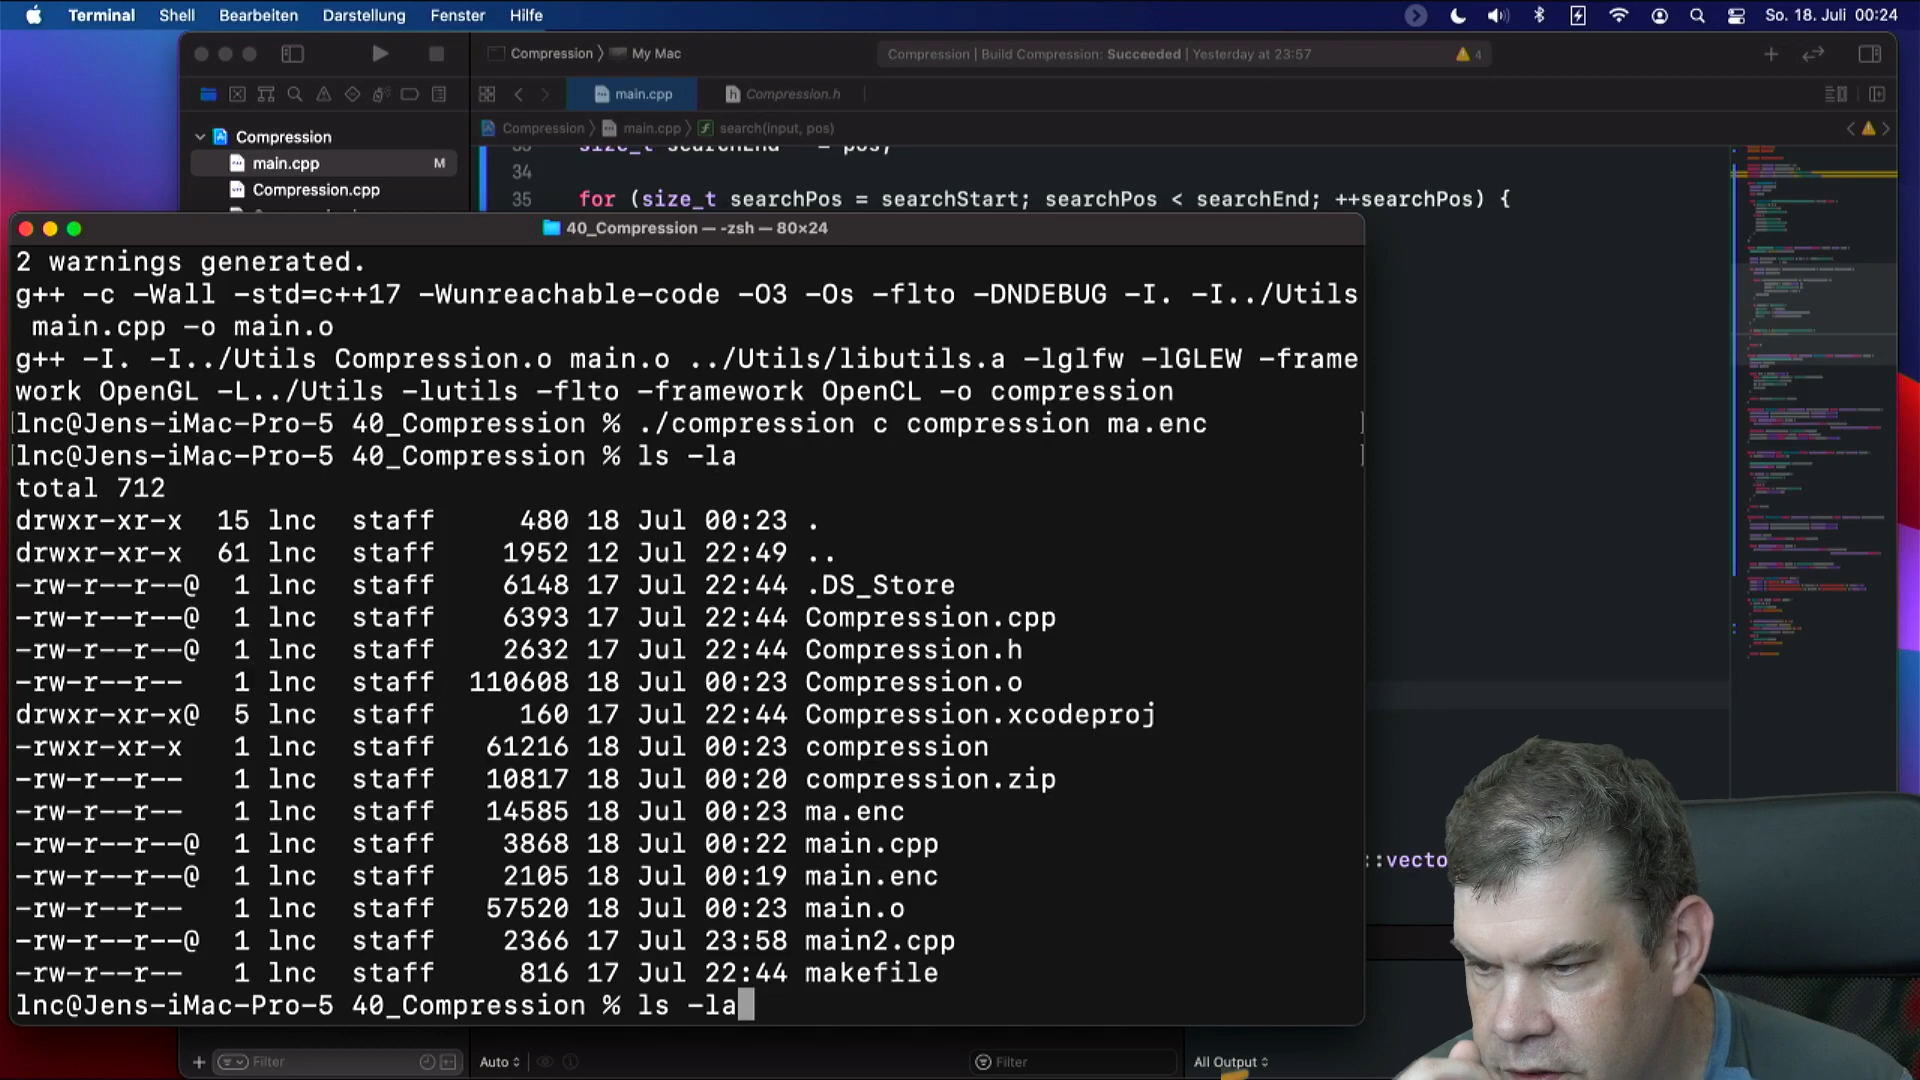 Terminal Shell Bearbeiten Darstellung Fenster Hilfe So. 18. Juli 00:24
Compression 〉 My Mac Compression | Build Compression: Succeeded | Yesterday at 23:57 4
main.cpp Compression.h
Compression 〉 main.cpp 〉 search(input, pos)
Compression
main.cpp M
Compression.cpp
size_t searchEnd = pos;
34
35 for (size_t searchPos = searchStart; searchPos < searchEnd; ++searchPos) {
40_Compression — -zsh — 80×24
2 warnings generated.
g++ -c -Wall -std=c++17 -Wunreachable-code -O3 -Os -flto -DNDEBUG -I. -I../Utils
 main.cpp -o main.o
g++ -I. -I../Utils Compression.o main.o ../Utils/libutils.a -lglfw -lGLEW -frame
work OpenGL -L../Utils -lutils -flto -framework OpenCL -o compression
[lnc@Jens-iMac-Pro-5 40_Compression % ./compression c compression ma.enc ]
[lnc@Jens-iMac-Pro-5 40_Compression % ls -la ]
total 712
drwxr-xr-x 15 lnc staff 480 18 Jul 00:23 .
drwxr-xr-x 61 lnc staff 1952 12 Jul 22:49 ..
-rw-r--r--@ 1 lnc staff 6148 17 Jul 22:44 .DS_Store
-rw-r--r--@ 1 lnc staff 6393 17 Jul 22:44 Compression.cpp
-rw-r--r--@ 1 lnc staff 2632 17 Jul 22:44 Compression.h
-rw-r--r-- 1 lnc staff 110608 18 Jul 00:23 Compression.o
drwxr-xr-x@ 5 lnc staff 160 17 Jul 22:44 Compression.xcodeproj
-rwxr-xr-x 1 lnc staff 61216 18 Jul 00:23 compression
-rw-r--r-- 1 lnc staff 10817 18 Jul 00:20 compression.zip
-rw-r--r-- 1 lnc staff 14585 18 Jul 00:23 ma.enc
-rw-r--r--@ 1 lnc staff 3868 18 Jul 00:22 main.cpp
-rw-r--r--@ 1 lnc staff 2105 18 Jul 00:19 main.enc
-rw-r--r-- 1 lnc staff 57520 18 Jul 00:23 main.o
-rw-r--r--@ 1 lnc staff 2366 17 Jul 23:58 main2.cpp
-rw-r--r-- 1 lnc staff 816 17 Jul 22:44 makefile
lnc@Jens-iMac-Pro-5 40_Compression % ls -la
::vecto
Filter Auto Filter All Output